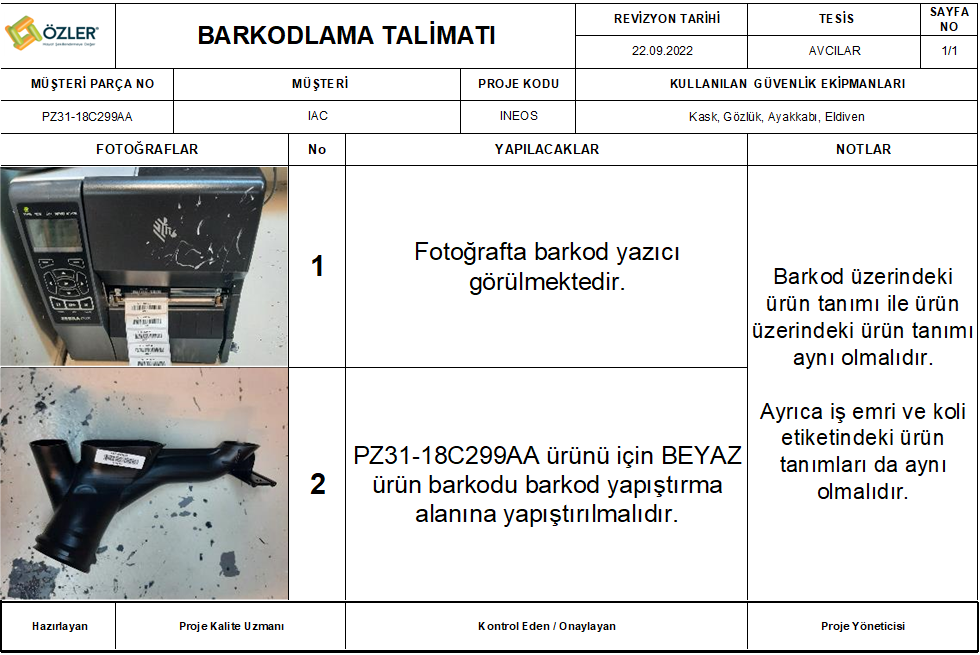 ÖZLER
BARKODLAMA TALİMATI
REVİZYON TARİHİ
TESİS
SAYFA
NO
22.09.2022
AVCILAR
1/1
MÜŞTERİ PARÇA NO
MÜŞTERİ
PROJE KODU
KULLANILAN GÜVENLİK EKİPMANLARI
PZ31-18C299AA
IAC
INEOS
Kask, Gözlük, Ayakkabı, Eldiven
FOTOĞRAFLAR
No
YAPILACAKLAR
NOTLAR
1
Fotoğrafta barkod yazıcı
görülmektedir.
2
PZ31-18C299AA ürünü için BEYAZ
ürün barkodu barkod yapıştırma
alanına yapıştırılmalıdır.
Barkod üzerindeki
ürün tanımı ile ürün
üzerindeki ürün tanımı
aynı olmalıdır.
Ayrıca iş emri ve koli
etiketindeki ürün
tanımları da aynı
olmalıdır.
Hazırlayan
Proje Kalite Uzmanı
Kontrol Eden / Onaylayan
Proje Yöneticisi